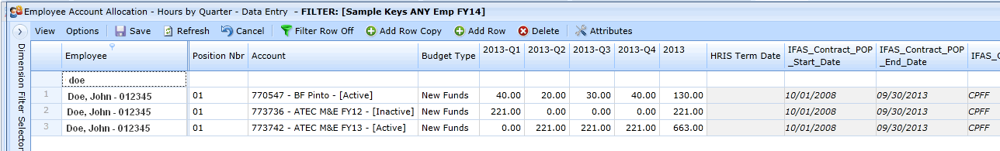 Employee Account Allocation - Hours by Quarter - Data Entry - FILTER: [Sample Keys ANY Emp FY14]
View Options Save Refresh Cancel Filter Row Off Add Row Copy Add Row Delete Attributes
Dimension Filter Selector
Employee Position Nbr Account Budget Type 2013-Q1 2013-Q2 2013-Q3 2013-Q4 2013 HRIS Term Date IFAS_Contract_POP IFAS_Contract_POP IFAS_C
_Start_Date _End_Date
doe
1 Doe, John - 012345 01 770547 - BF Pinto - [Active] New Funds 40.00 20.00 30.00 40.00 130.00 10/01/2008 09/30/2013 CPFF
2 Doe, John - 012345 01 773736 - ATEC M&E FY12 - [Inactive] New Funds 221.00 0.00 0.00 0.00 221.00 10/01/2008 09/30/2013 CPFF
3 Doe, John - 012345 01 773742 - ATEC M&E FY13 - [Active] New Funds 0.00 221.00 221.00 221.00 663.00 10/01/2008 09/30/2013 CPFF